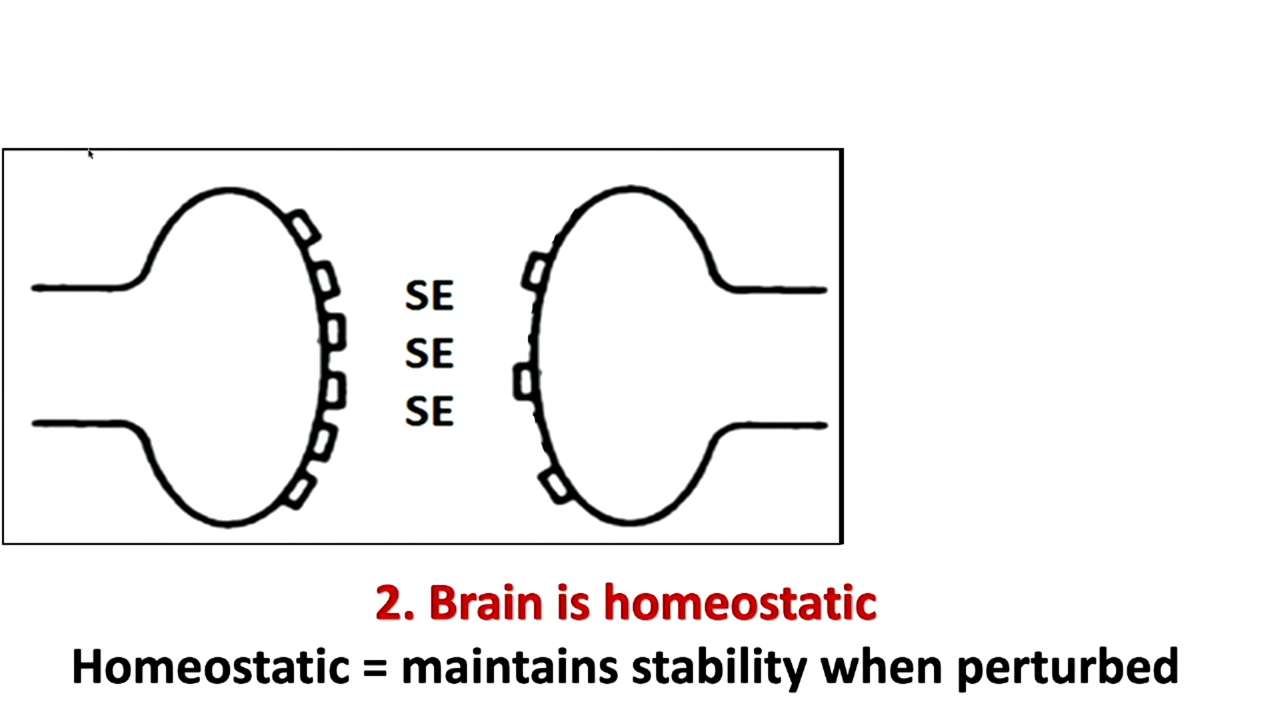 SE
SE
SE
2. Brain is homeostatic
Homeostatic = maintains stability when perturbed